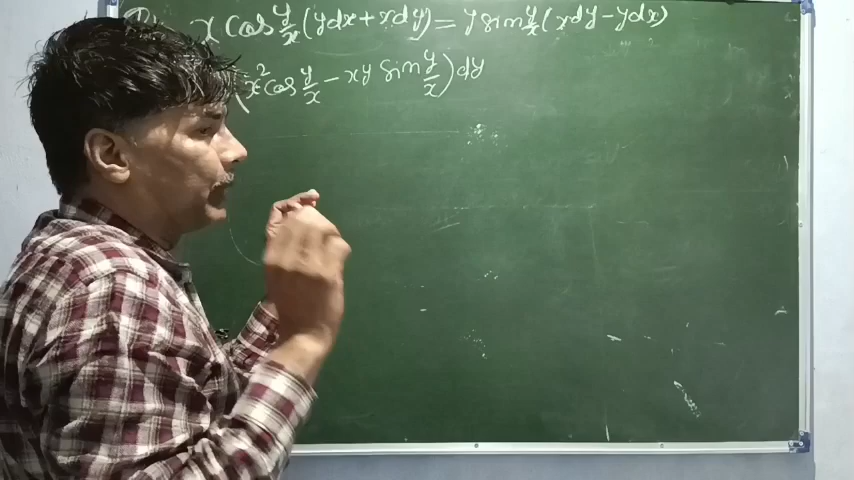 x cos y/x (ydx + xdy) = y sin y/x (xdy - ydx)
(x² cos y/x - xy sin y/x) dy